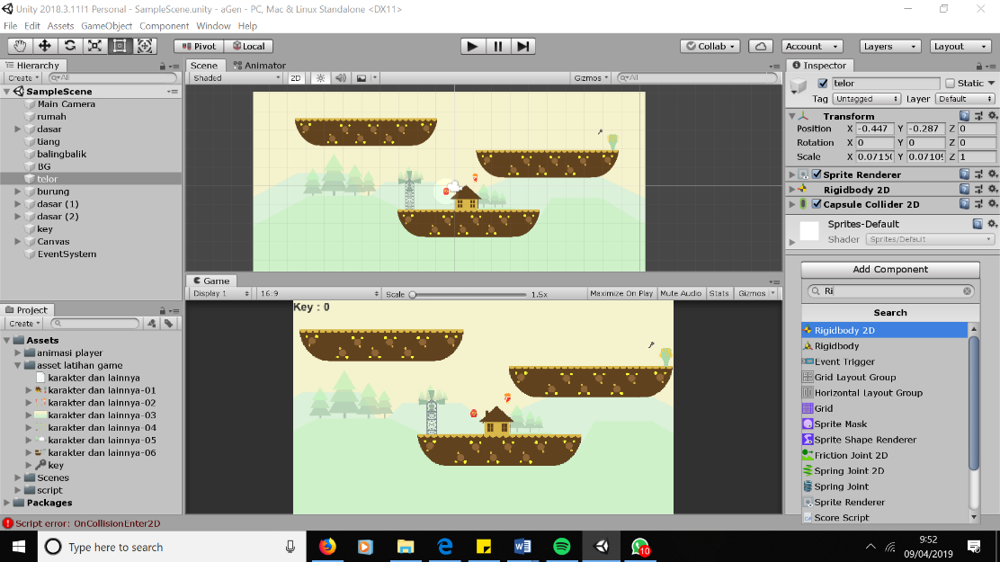 Unity 2018.3.11f1 Personal - SampleScene.unity - aGen - PC, Mac & Linux Standalone <DX11>
File Edit Assets GameObject Component Window Help
Pivot Local Collab Account Layers Layout
Hierarchy
Create All
SampleScene
Main Camera
rumah
dasar
tiang
balingbalik
BG
telor
burung
dasar (1)
dasar (2)
key
Canvas
EventSystem
Scene Animator
Shaded 2D Gizmos All
Game
Display 1 16:9 Scale 1.5x Maximize On Play Mute Audio Stats Gizmos
Key : 0
Project
Create
Assets
animasi player
asset latihan game
karakter dan lainnya
karakter dan lainnya-01
karakter dan lainnya-02
karakter dan lainnya-03
karakter dan lainnya-04
karakter dan lainnya-05
karakter dan lainnya-06
key
Scenes
script
Packages
Script error: OnCollisionEnter2D
Inspector
telor Static
Tag Untagged Layer Default
Transform
Position X -0.447 Y -0.287 Z 0
Rotation X 0 Y 0 Z 0
Scale X 0.07150 Y 0.07109 Z 1
Sprite Renderer
Rigidbody 2D
Capsule Collider 2D
Sprites-Default
Shader Sprites/Default
Add Component
Ri
Search
Rigidbody 2D
Rigidbody
Event Trigger
Grid Layout Group
Horizontal Layout Group
Grid
Sprite Mask
Sprite Shape Renderer
Friction Joint 2D
Spring Joint 2D
Spring Joint
Sprite Renderer
Score Script
Type here to search
10
9:52
09/04/2019